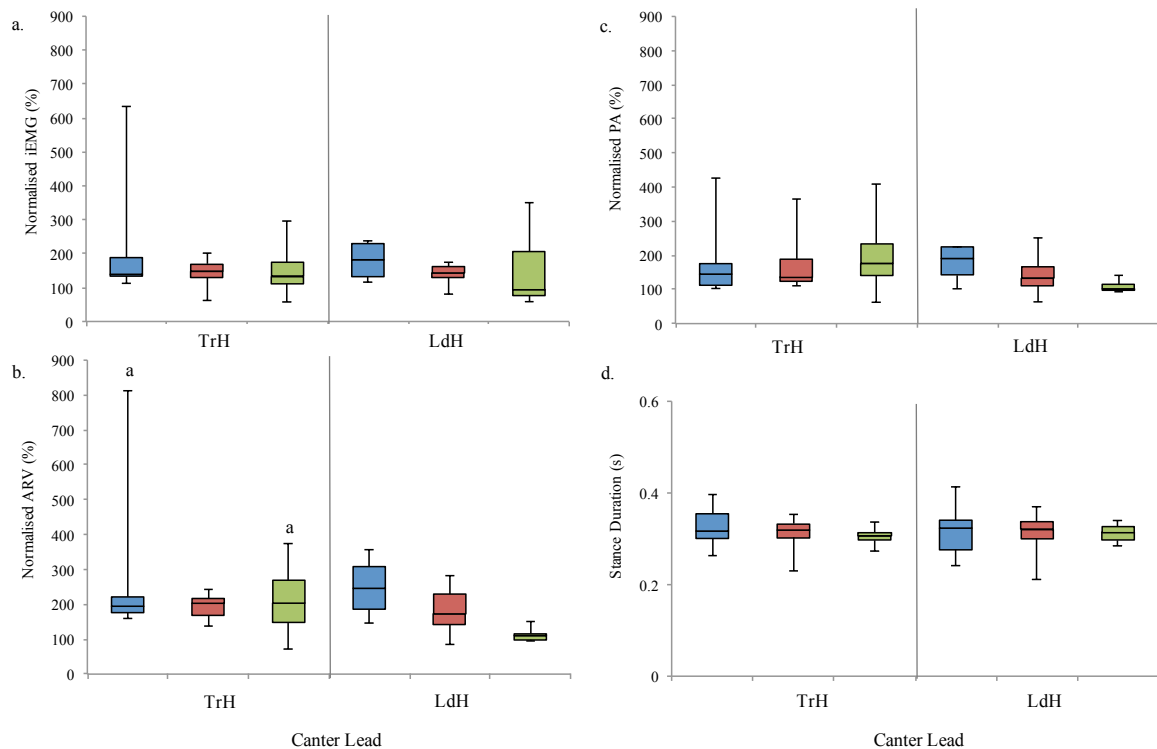 a.
900
800
700
600
500
400
300
200
100
0
Normalised iEMG (%)
TrH
LdH
b.
900
800
700
600
500
400
300
200
100
0
Normalised ARV (%)
a
a
TrH
LdH
Canter Lead
c.
900
800
700
600
500
400
300
200
100
0
Normalised PA (%)
TrH
LdH
d.
0.6
0.4
0.2
0
Stance Duration (s)
TrH
LdH
Canter Lead